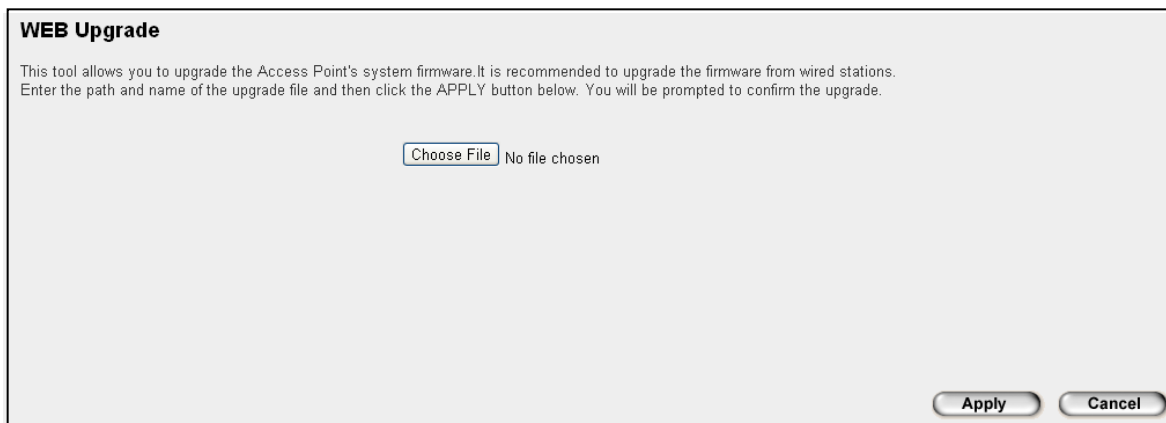 WEB Upgrade
This tool allows you to upgrade the Access Point's system firmware.It is recommended to upgrade the firmware from wired stations.
Enter the path and name of the upgrade file and then click the APPLY button below. You will be prompted to confirm the upgrade.
Choose File No file chosen
Apply Cancel